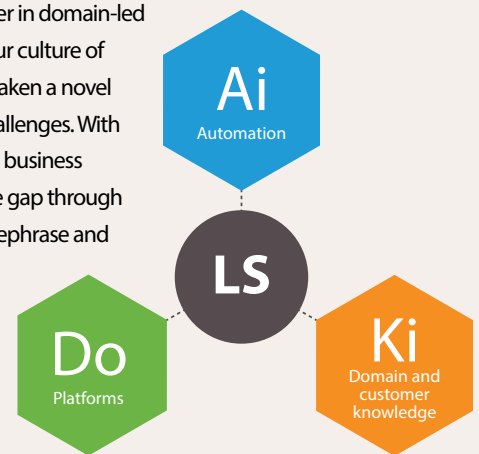 er in domain-led
ur culture of
aken a novel
allenges. With
business
e gap through
ephrase and
Ai
Automation
LS
Do
Platforms
Ki
Domain and
customer
knowledge